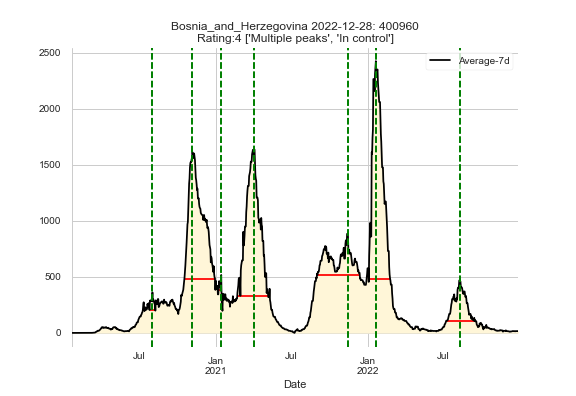 Bosnia_and_Herzegovina 2022-12-28: 400960
Rating:4 ['Multiple peaks', 'In control']
Average-7d
2500
2000
1500
1000
500
0
Jul
Jan
2021
Jul
Jan
2022
Jul
Date